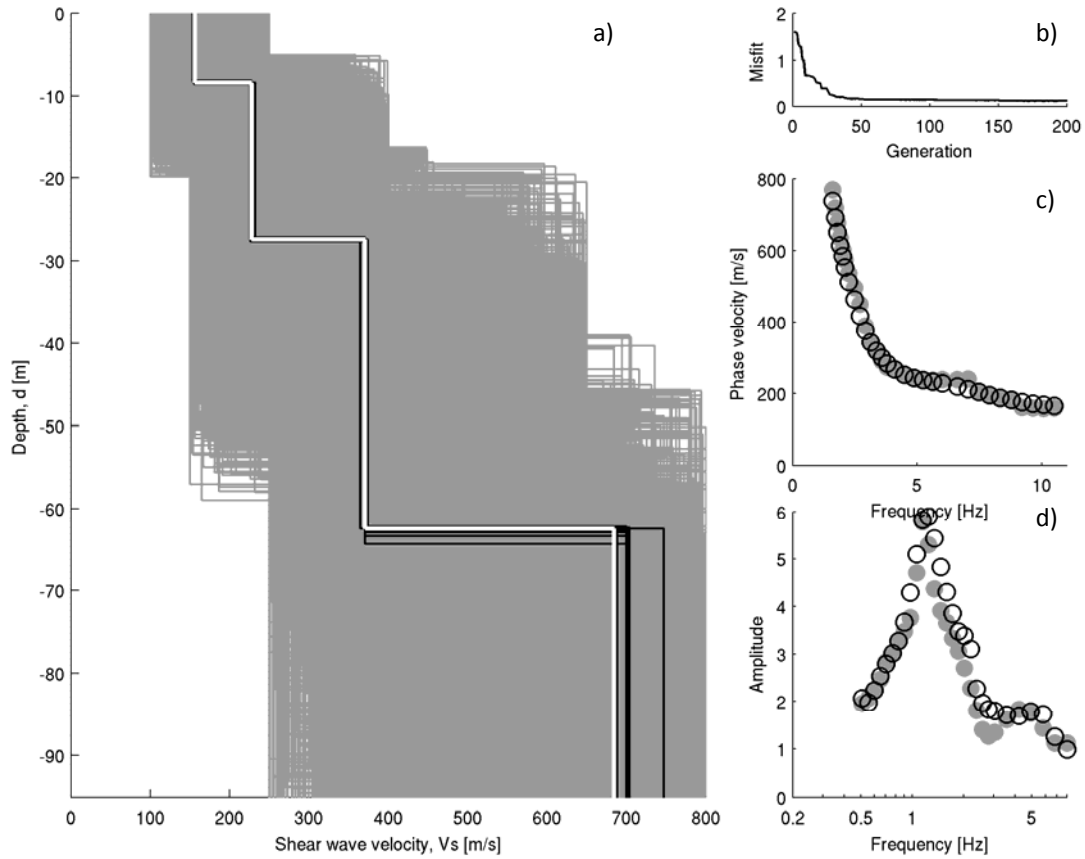 a)
0
-10
-20
-30
-40
-50
-60
-70
-80
-90
Depth, d [m]
0 100 200 300 400 500 600 700 800
Shear wave velocity, Vs [m/s]
b)
2
1
0
Misfit
0 50 100 150 200
Generation
c)
800
600
400
200
0
Phase velocity [m/s]
0 5 10
Frequency [Hz]
d)
6
5
4
3
2
1
0
Amplitude
0.2 0.5 1 2 5
Frequency [Hz]